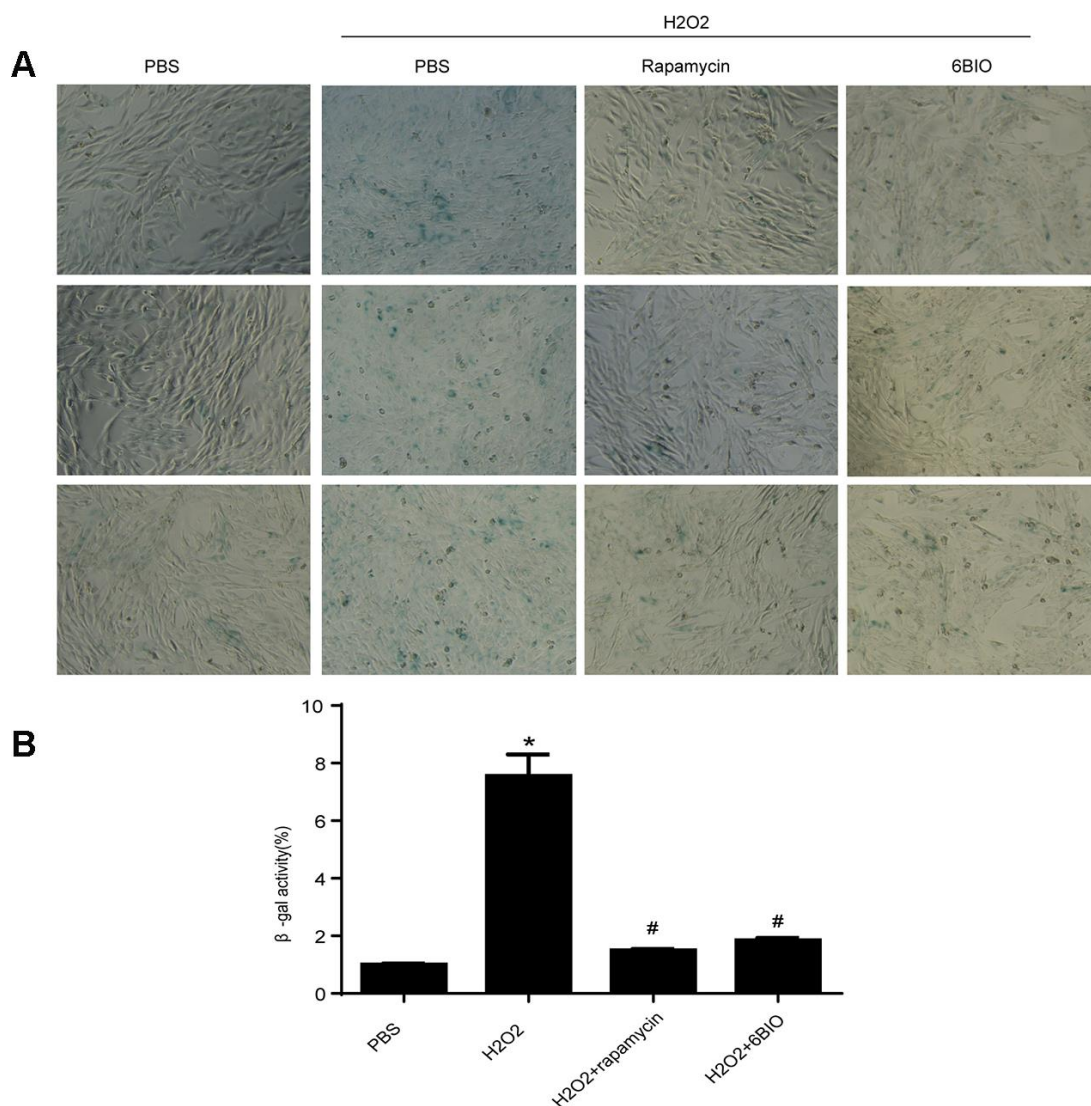 H2O2
A
PBS PBS Rapamycin 6BIO
B
10
*
8
6
β -gal activity(%)
4
# #
2
0
PBS H2O2 H2O2+rapamycin H2O2+6BIO